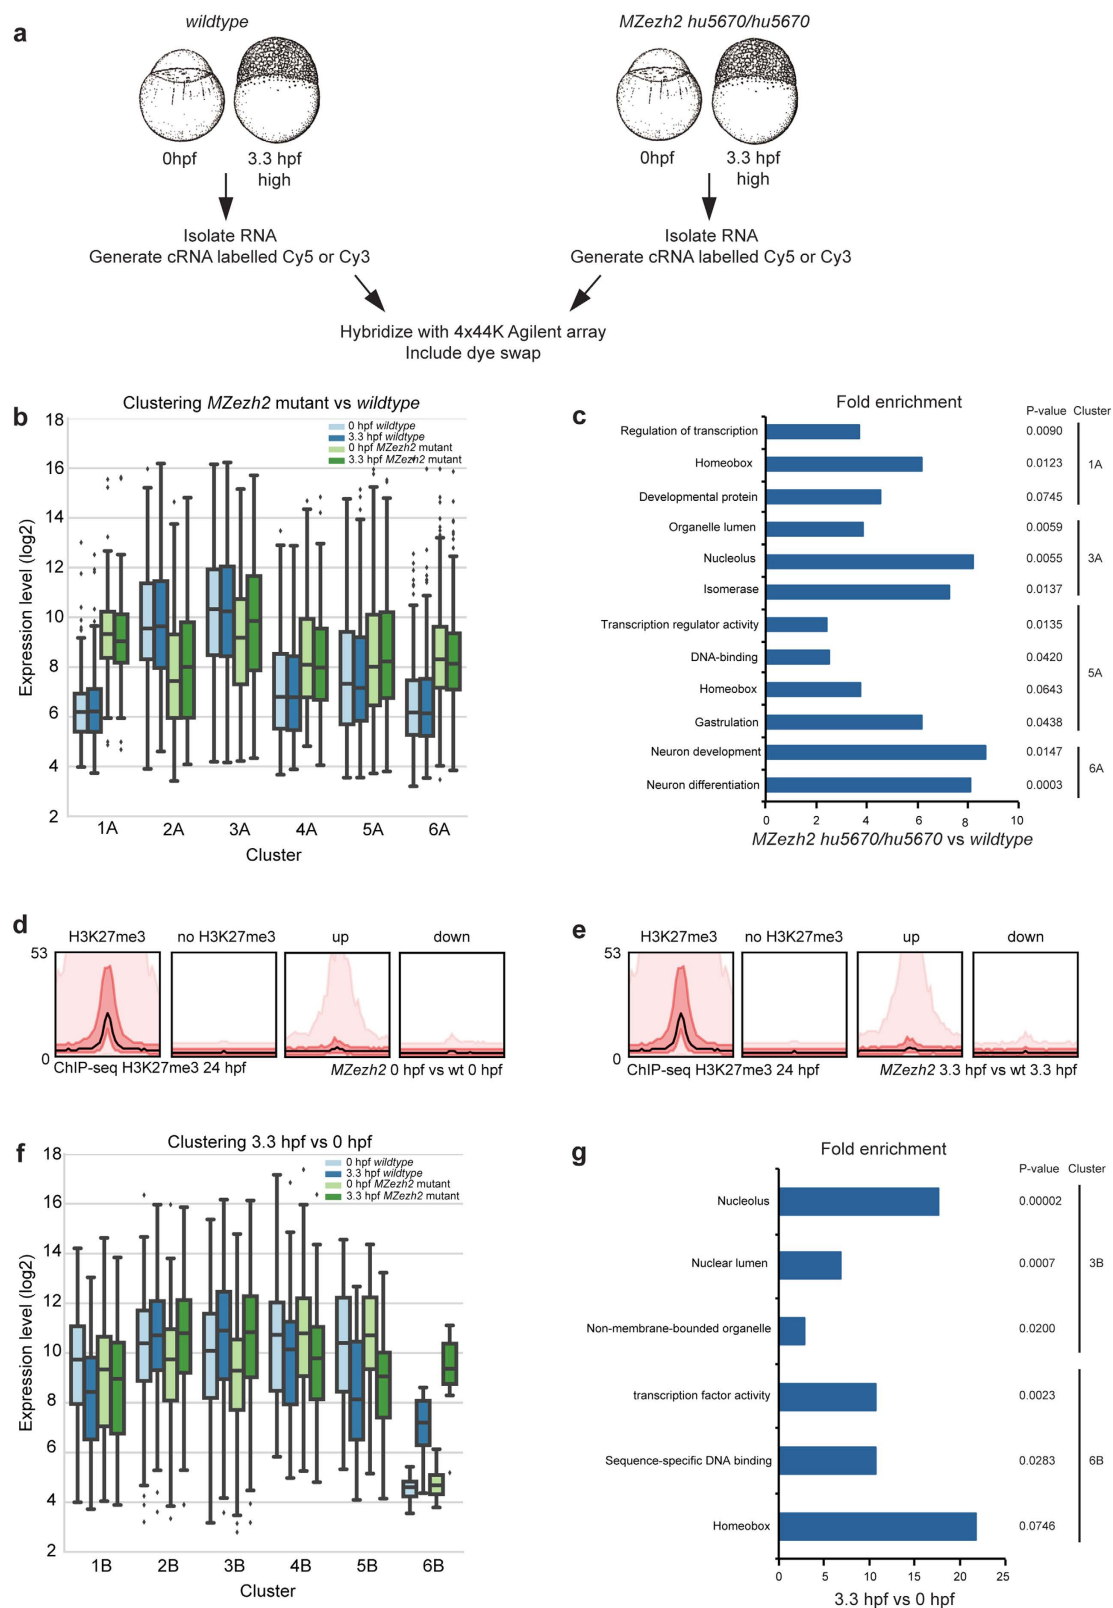 a
wildtype
MZezh2 hu5670/hu5670
0hpf
3.3 hpf
high
0hpf
3.3 hpf
high
Isolate RNA
Generate cRNA labelled Cy5 or Cy3
Isolate RNA
Generate cRNA labelled Cy5 or Cy3
Hybridize with 4x44K Agilent array
Include dye swap
b
Clustering MZezh2 mutant vs wildtype
0 hpf wildtype
3.3 hpf wildtype
0 hpf MZezh2 mutant
3.3 hpf MZezh2 mutant
Expression level (log2)
18
16
14
12
10
8
6
4
2
1A 2A 3A 4A 5A 6A
Cluster
c
Fold enrichment
P-value Cluster
Regulation of transcription 0.0090
Homeobox 0.0123 1A
Developmental protein 0.0745
Organelle lumen 0.0059
Nucleolus 0.0055 3A
Isomerase 0.0137
Transcription regulator activity 0.0135
DNA-binding 0.0420
5A
Homeobox 0.0643
Gastrulation 0.0438
Neuron development 0.0147
6A
Neuron differentiation 0.0003
0 2 4 6 8 10
MZezh2 hu5670/hu5670 vs wildtype
d
H3K27me3 no H3K27me3 up down
53
0
ChIP-seq H3K27me3 24 hpf
MZezh2 0 hpf vs wt 0 hpf
e
H3K27me3 no H3K27me3 up down
53
0
ChIP-seq H3K27me3 24 hpf
MZezh2 3.3 hpf vs wt 3.3 hpf
f
Clustering 3.3 hpf vs 0 hpf
0 hpf wildtype
3.3 hpf wildtype
0 hpf MZezh2 mutant
3.3 hpf MZezh2 mutant
Expression level (log2)
18
16
14
12
10
8
6
4
2
1B 2B 3B 4B 5B 6B
Cluster
g
Fold enrichment
P-value Cluster
Nucleolus 0.00002
Nuclear lumen 0.0007 3B
Non-membrane-bounded organelle 0.0200
transcription factor activity 0.0023
Sequence-specific DNA binding 0.0283 6B
Homeobox 0.0746
0 5 10 15 20 25
3.3 hpf vs 0 hpf